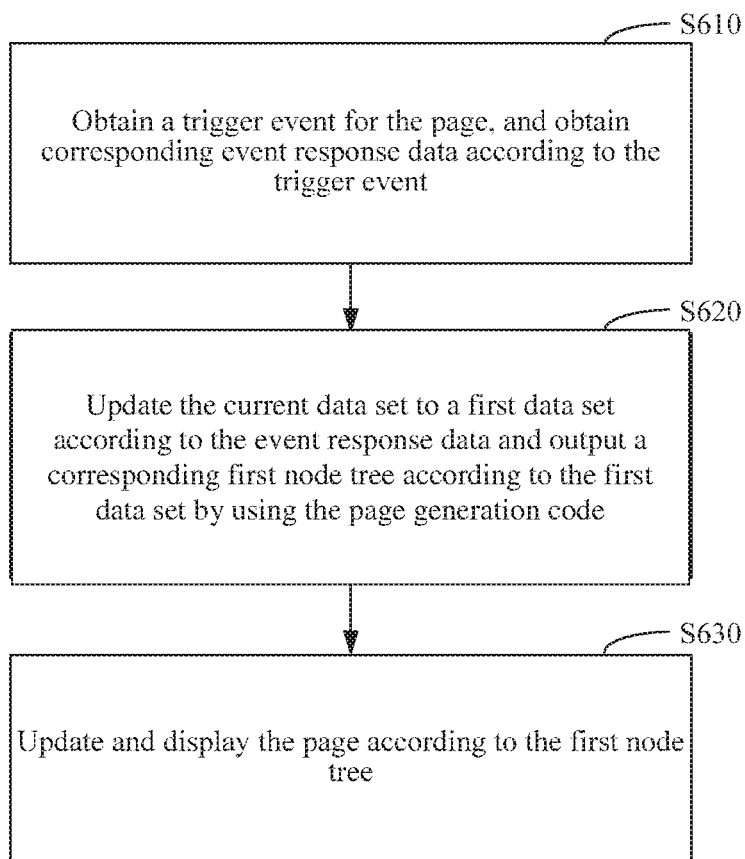 S610
Obtain a trigger event for the page, and obtain
corresponding event response data according to the
trigger event
S620
Update the current data set to a first data set
according to the event response data and output a
corresponding first node tree according to the first
data set by using the page generation code
S630
Update and display the page according to the first node
tree